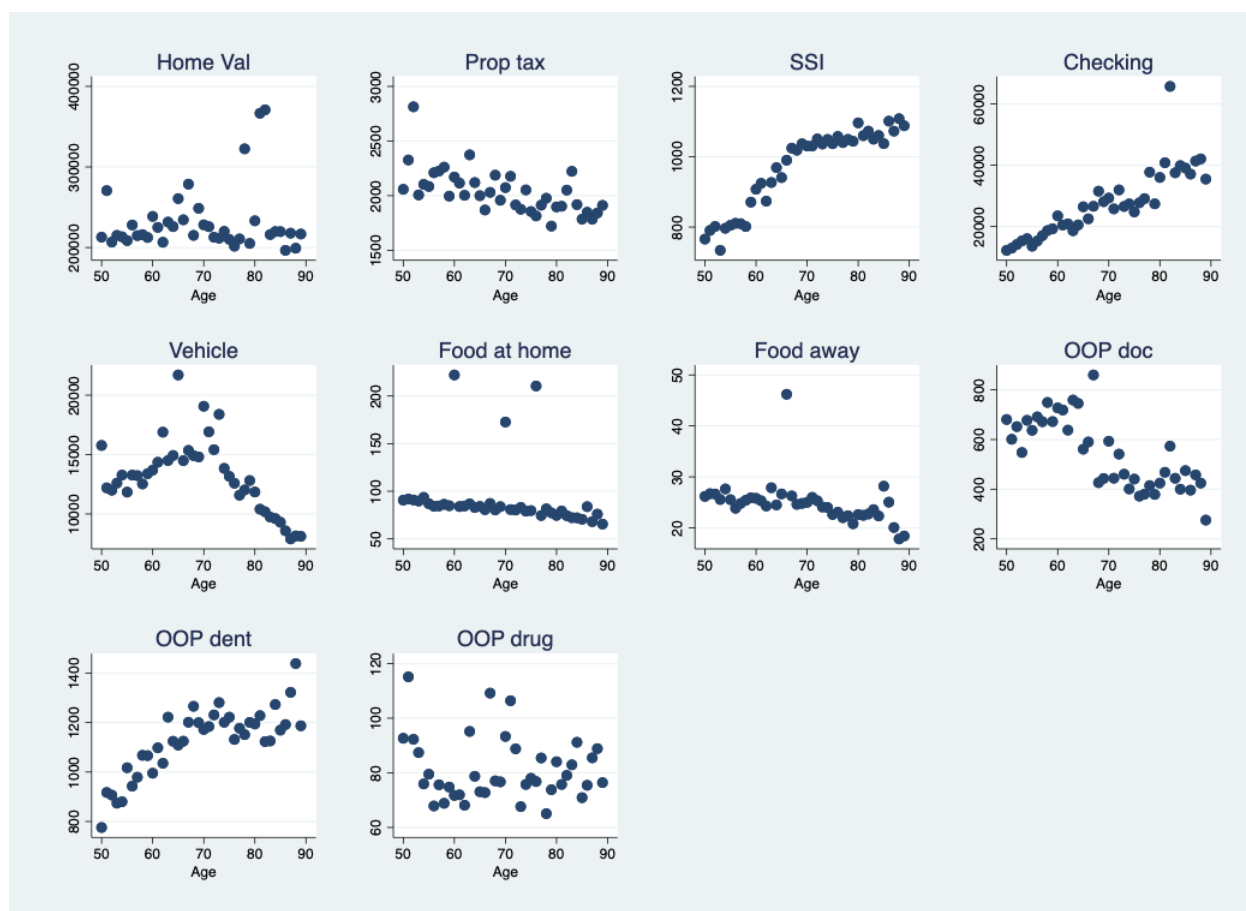 Home Val
400000
300000
200000
50 60 70 80 90
Age
Prop tax
3000
2500
2000
1500
50 60 70 80 90
Age
SSI
1200
1000
800
50 60 70 80 90
Age
Checking
60000
40000
20000
50 60 70 80 90
Age
Vehicle
20000
15000
10000
50 60 70 80 90
Age
Food at home
200
150
100
50
50 60 70 80 90
Age
Food away
50
40
30
20
50 60 70 80 90
Age
OOP doc
800
600
400
200
50 60 70 80 90
Age
OOP dent
1400
1200
1000
800
50 60 70 80 90
Age
OOP drug
120
100
80
60
50 60 70 80 90
Age